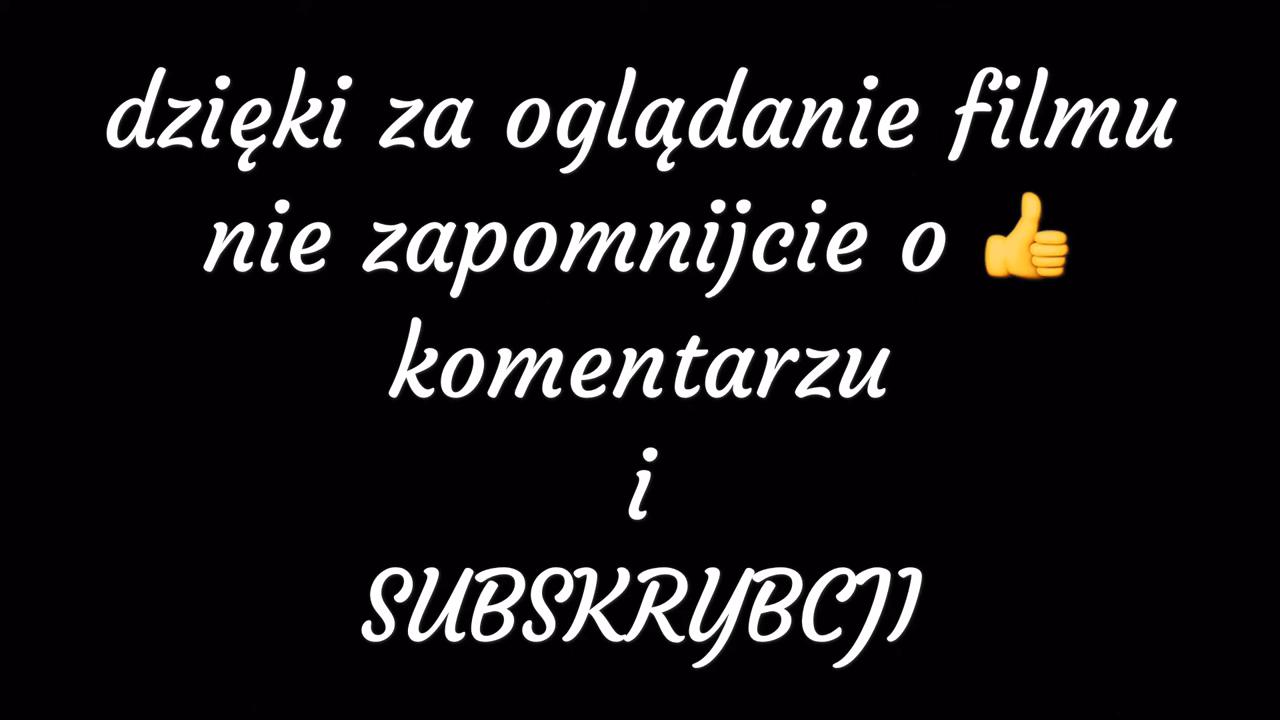 dzięki za oglądanie filmu
nie zapomnijcie o 👍
komentarzu
i
SUBSKRYBCJI